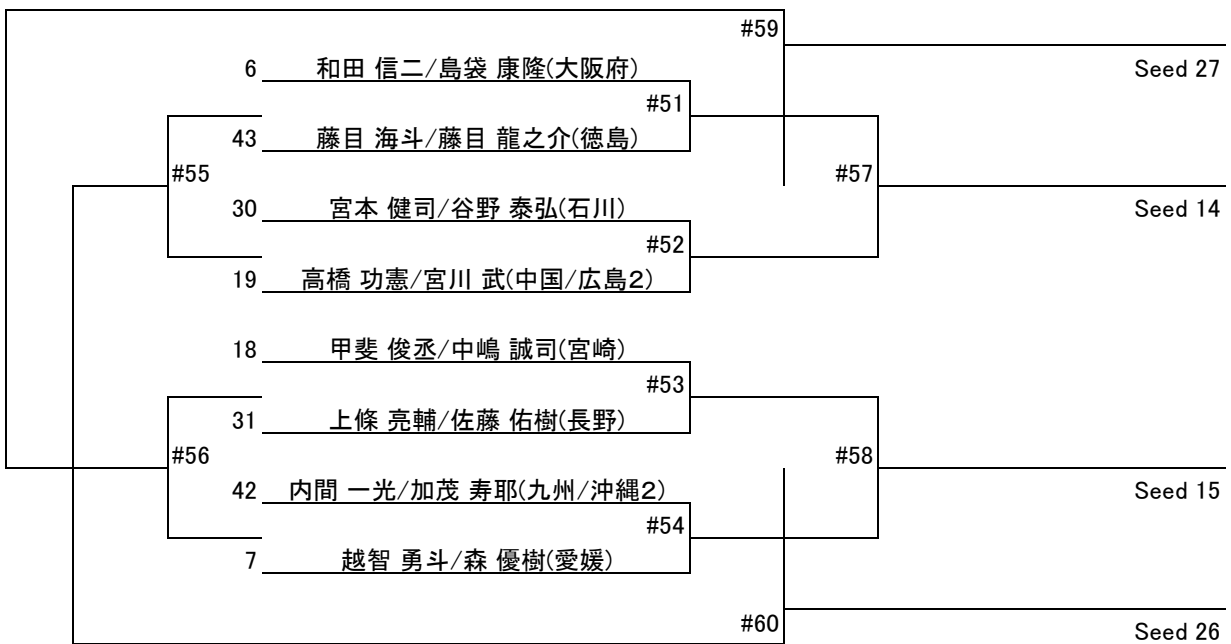 #59
6 和田 信二/島袋 康隆(大阪府)
Seed 27
#51
43 藤目 海斗/藤目 龍之介(徳島)
#55
#57
30 宮本 健司/谷野 泰弘(石川)
Seed 14
#52
19 高橋 功憲/宮川 武(中国/広島2)
18 甲斐 俊丞/中嶋 誠司(宮崎)
#53
31 上條 亮輔/佐藤 佑樹(長野)
#56
#58
42 内間 一光/加茂 寿耶(九州/沖縄2)
Seed 15
#54
7 越智 勇斗/森 優樹(愛媛)
#60
Seed 26